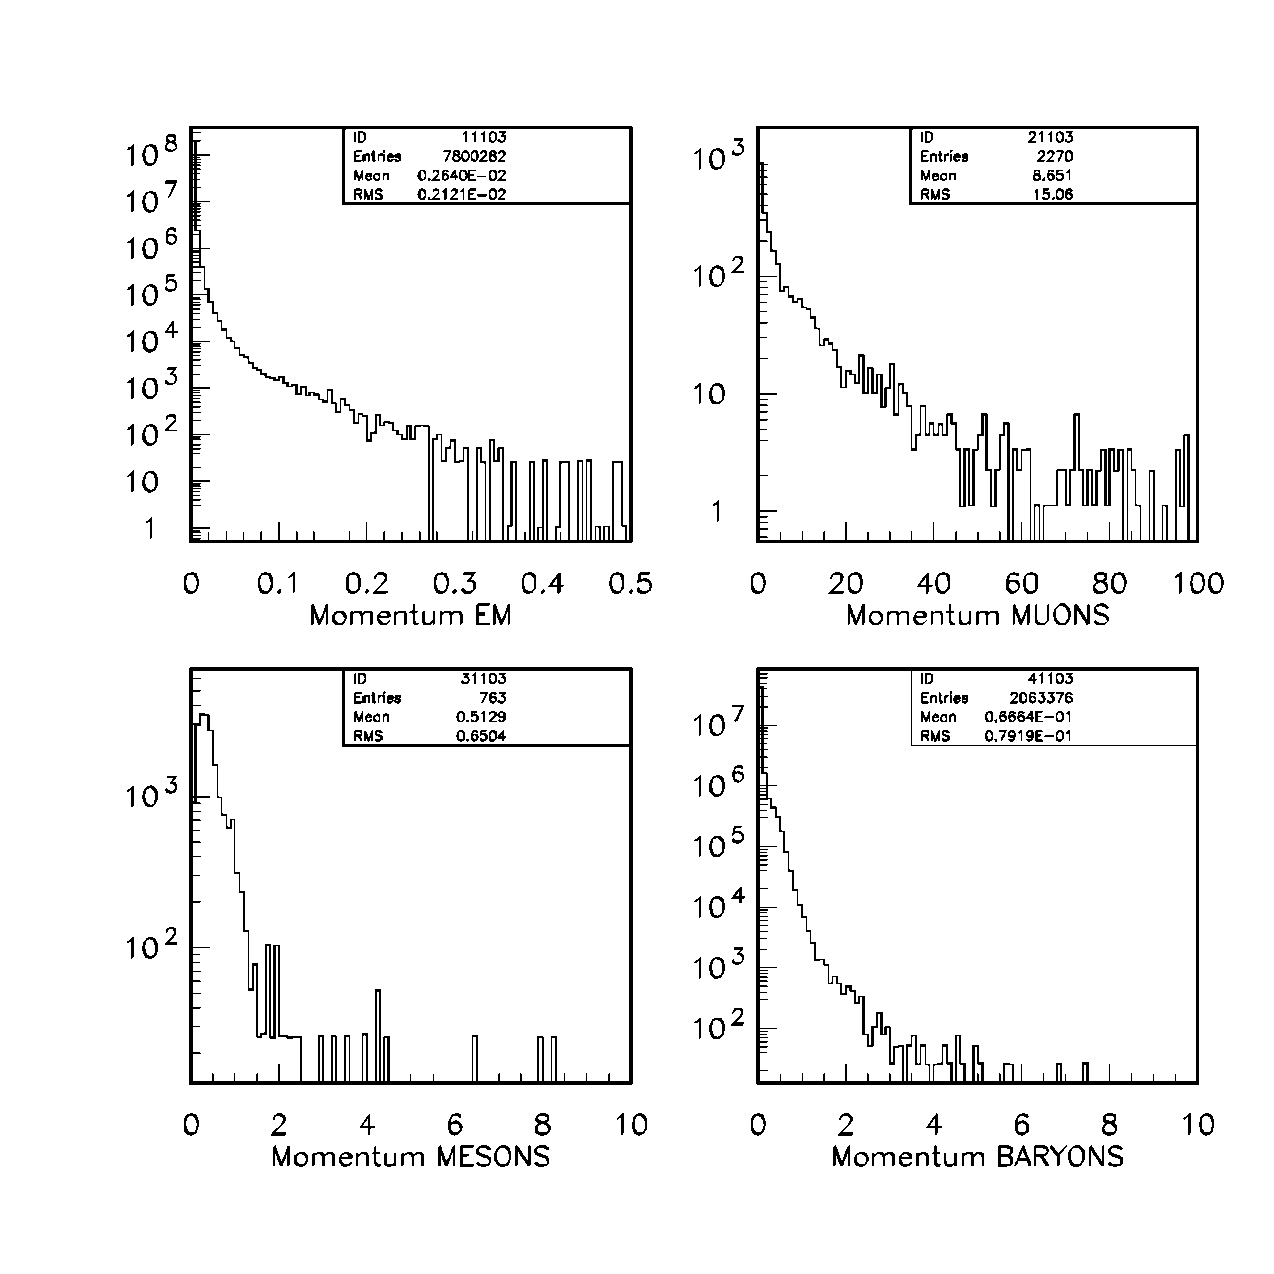 ID 11103
Entries 7800282
Mean 0.2640E-02
RMS 0.2121E-02
10^8
10^7
10^6
10^5
10^4
10^3
10^2
10
1
0 0.1 0.2 0.3 0.4 0.5
Momentum EM
ID 21103
Entries 2270
Mean 8.651
RMS 15.06
10^3
10^2
10
1
0 20 40 60 80 100
Momentum MUONS
ID 31103
Entries 763
Mean 0.5129
RMS 0.6504
10^3
10^2
0 2 4 6 8 10
Momentum MESONS
ID 41103
Entries 2063376
Mean 0.6664E-01
RMS 0.7919E-01
10^7
10^6
10^5
10^4
10^3
10^2
0 2 4 6 8 10
Momentum BARYONS